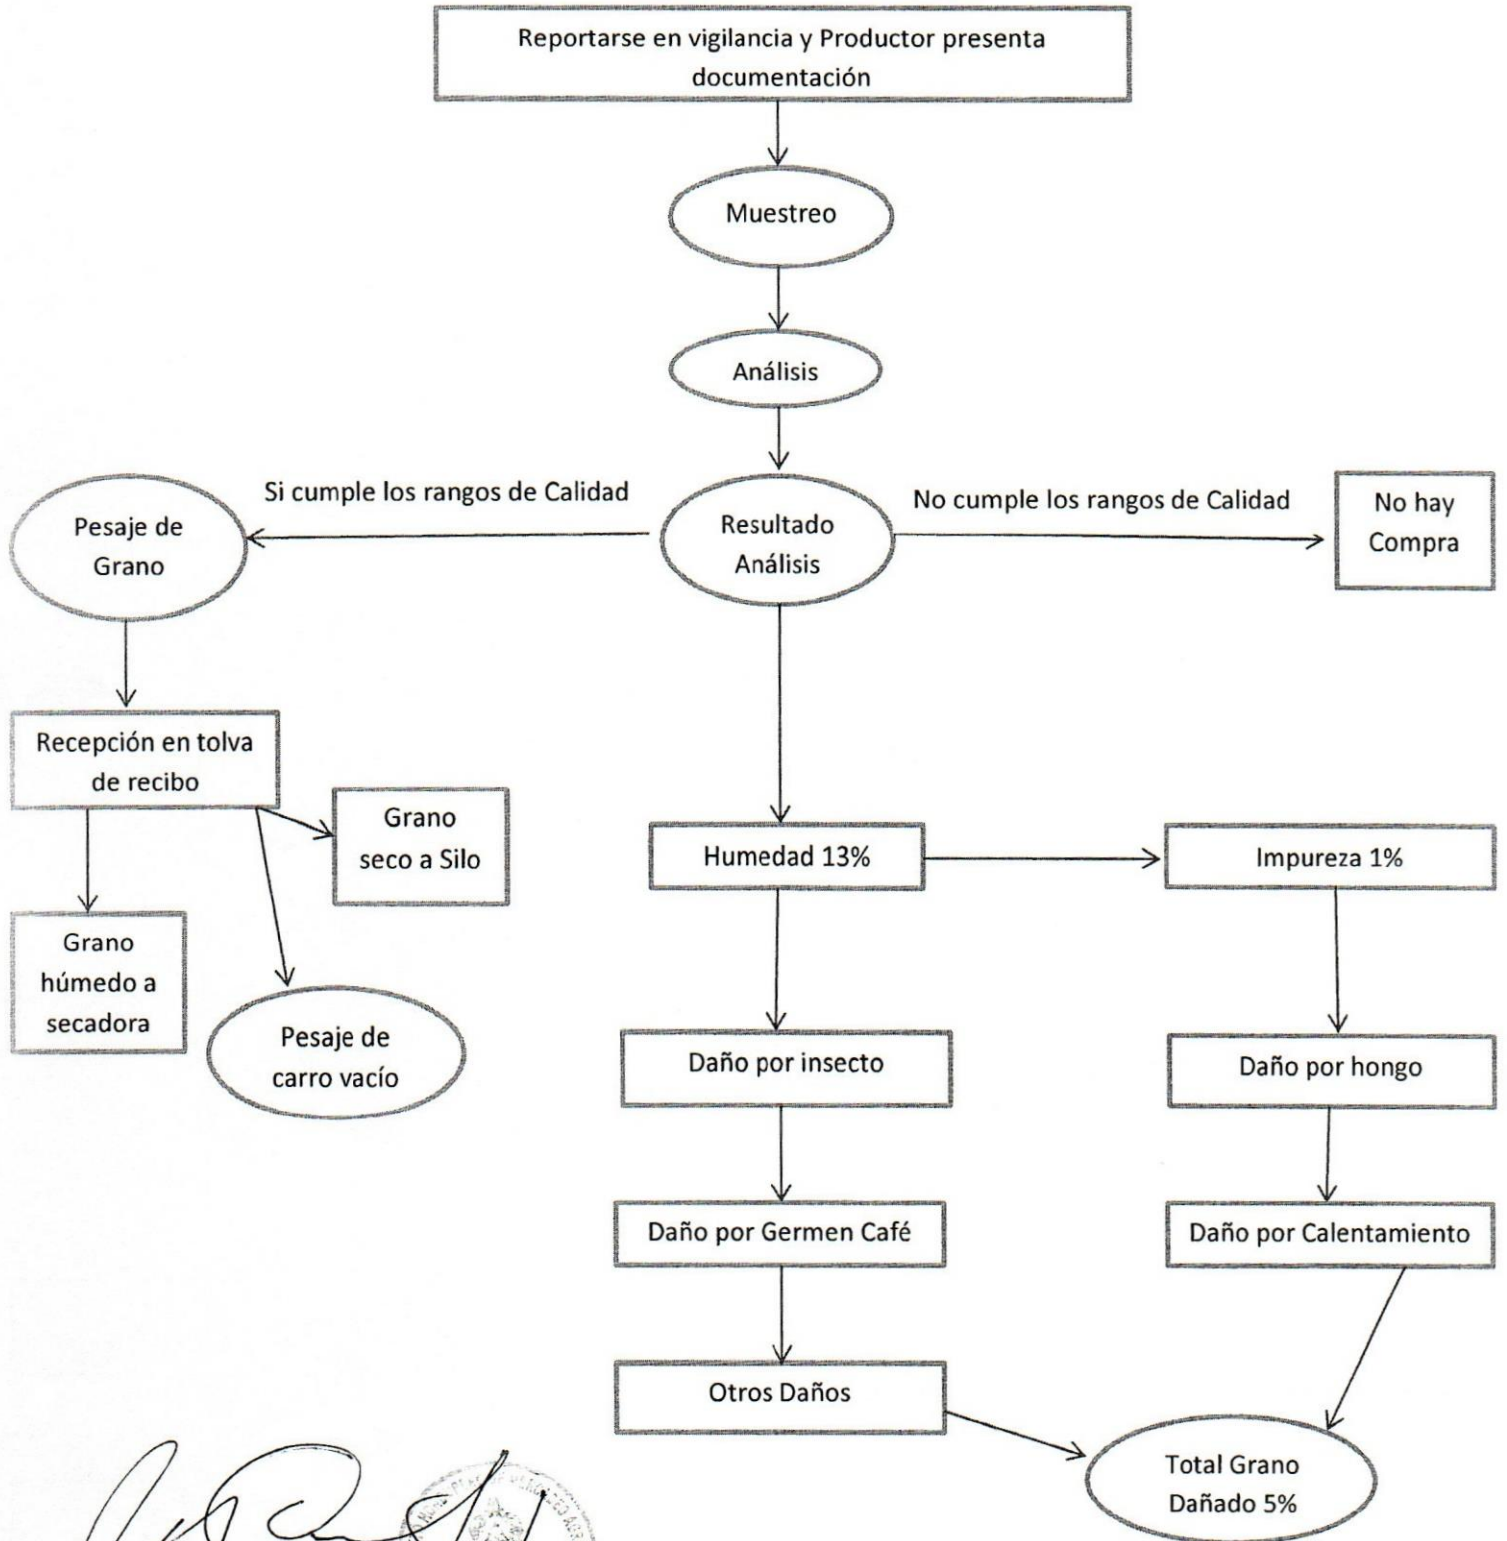 Reportarse en vigilancia y Productor presenta
documentación
Muestreo
Análisis
Si cumple los rangos de Calidad
No cumple los rangos de Calidad
Pesaje de
Grano
Resultado
Análisis
No hay
Compra
Recepción en tolva
de recibo
Grano
seco a Silo
Humedad 13%
Impureza 1%
Grano
húmedo a
secadora
Pesaje de
carro vacío
Daño por insecto
Daño por hongo
Daño por Germen Café
Daño por Calentamiento
Otros Daños
Total Grano
Dañado 5%